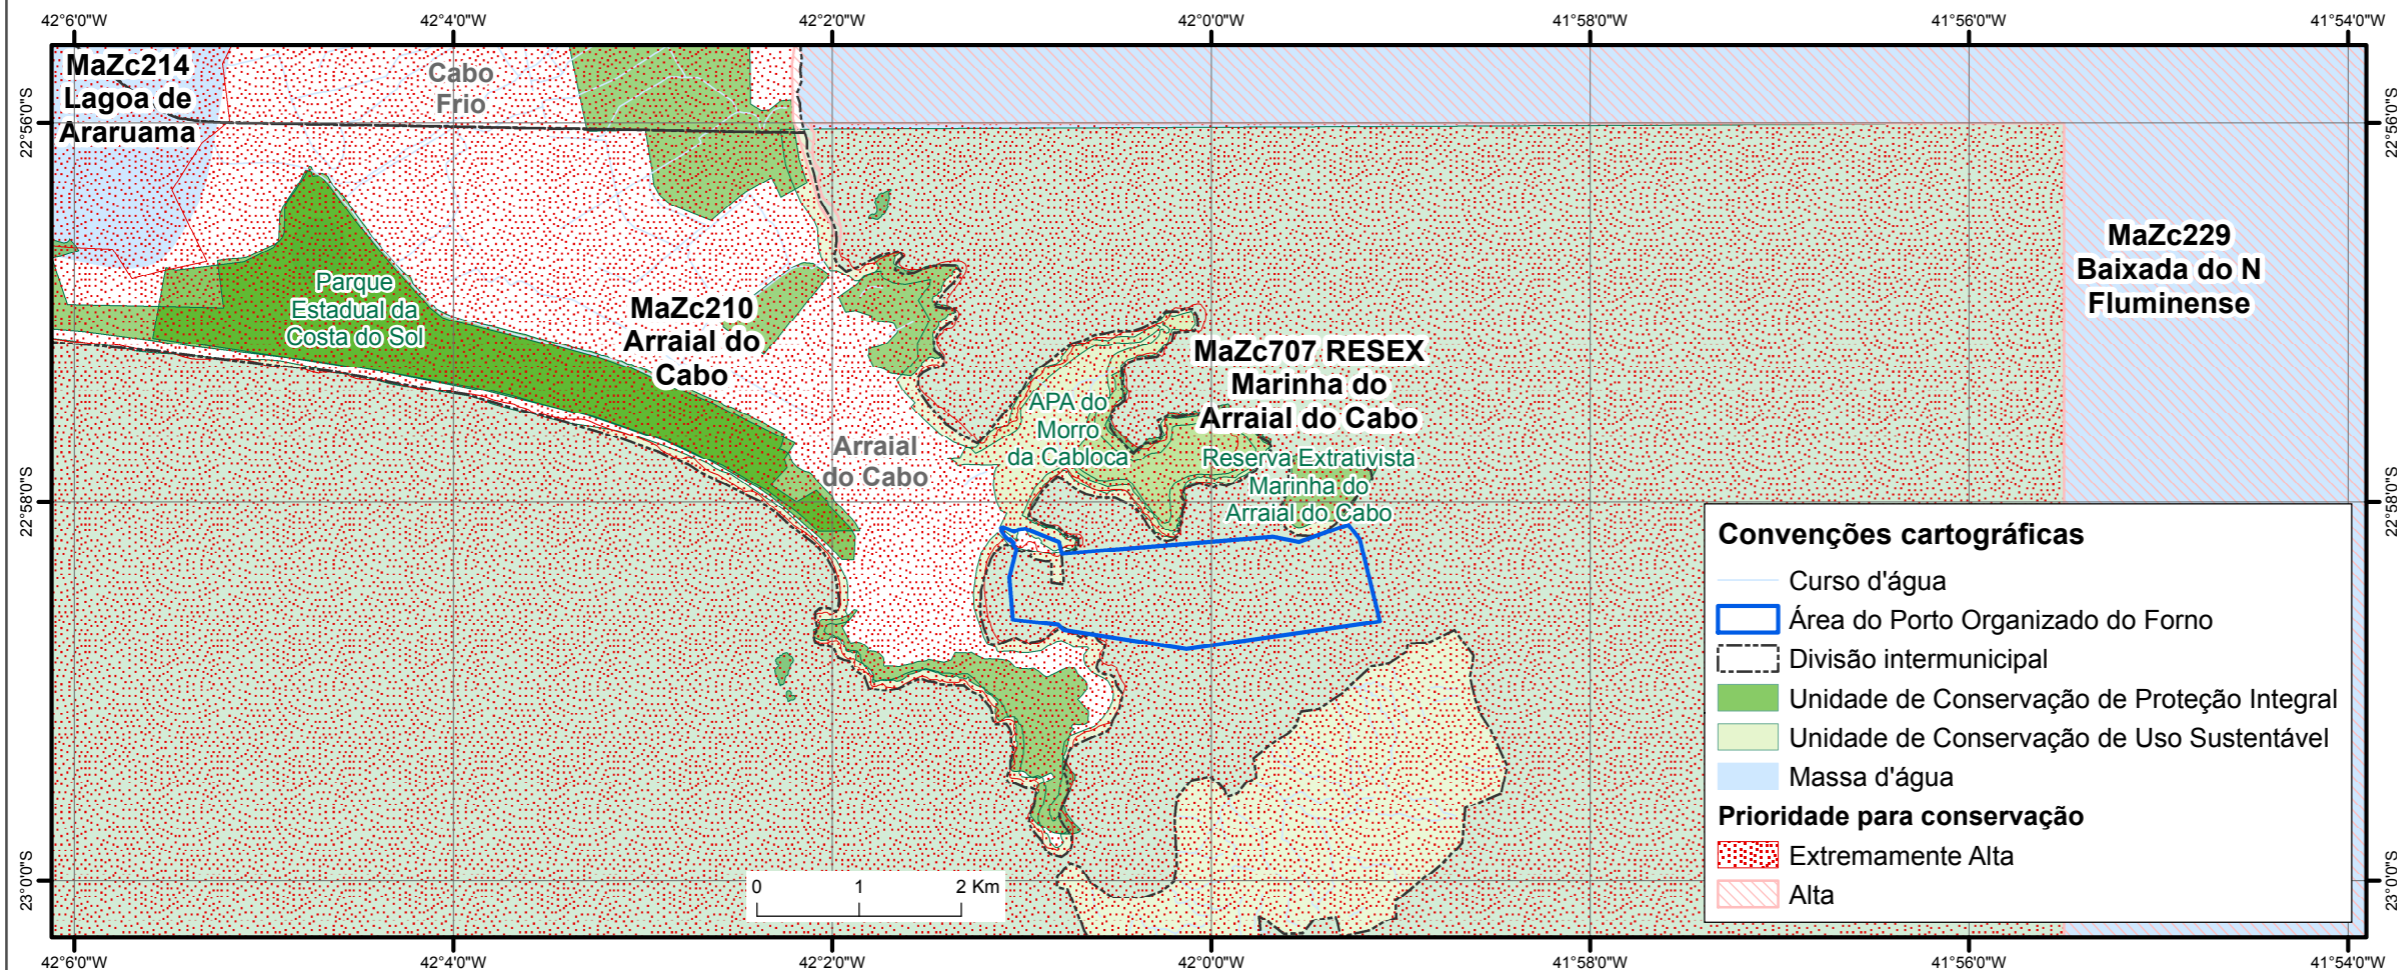 42°6'0"W
42°4'0"W
42°2'0"W
42°0'0"W
41°58'0"W
41°56'0"W
41°54'0"W
22°56'0"S
22°56'0"S
MaZc214
Lagoa de
Araruama
Cabo
Frio
MaZc229
Baixada do N
Fluminense
Parque
Estadual da
Costa do Sol
MaZc210
Arraial do
Cabo
MaZc707 RESEX
Marinha do
Arraial do Cabo
APA do
Morro
da Cabloca
Arraial
do Cabo
Reserva Extrativista
Marinha do
Arraial do Cabo
22°58'0"S
22°58'0"S
Convenções cartográficas
Curso d'água
Área do Porto Organizado do Forno
Divisão intermunicipal
Unidade de Conservação de Proteção Integral
Unidade de Conservação de Uso Sustentável
Massa d'água
Prioridade para conservação
Extremamente Alta
Alta
0 1 2 Km
23°0'0"S
23°0'0"S
42°6'0"W
42°4'0"W
42°2'0"W
42°0'0"W
41°58'0"W
41°56'0"W
41°54'0"W